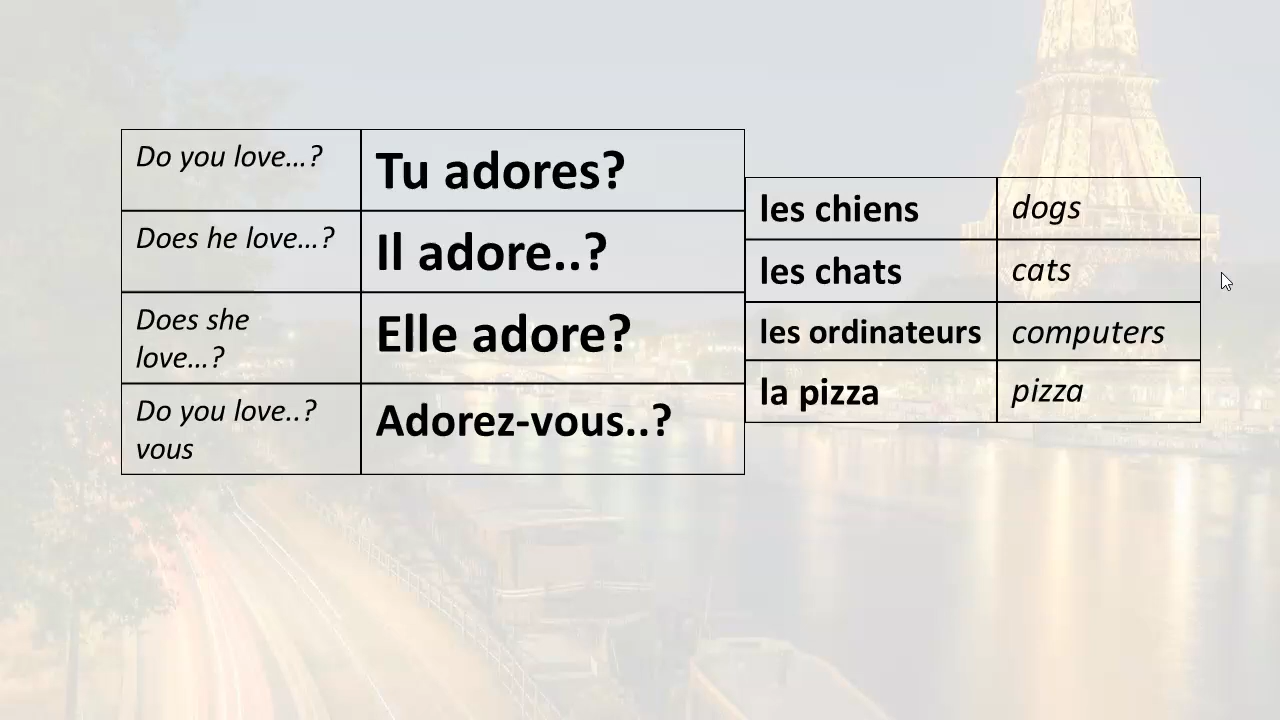 Do you love...?
Tu adores?
Does he love...?
Il adore..?
Does she
love...?
Elle adore?
Do you love..?
vous
Adorez-vous..?
les chiens
dogs
les chats
cats
les ordinateurs
computers
la pizza
pizza